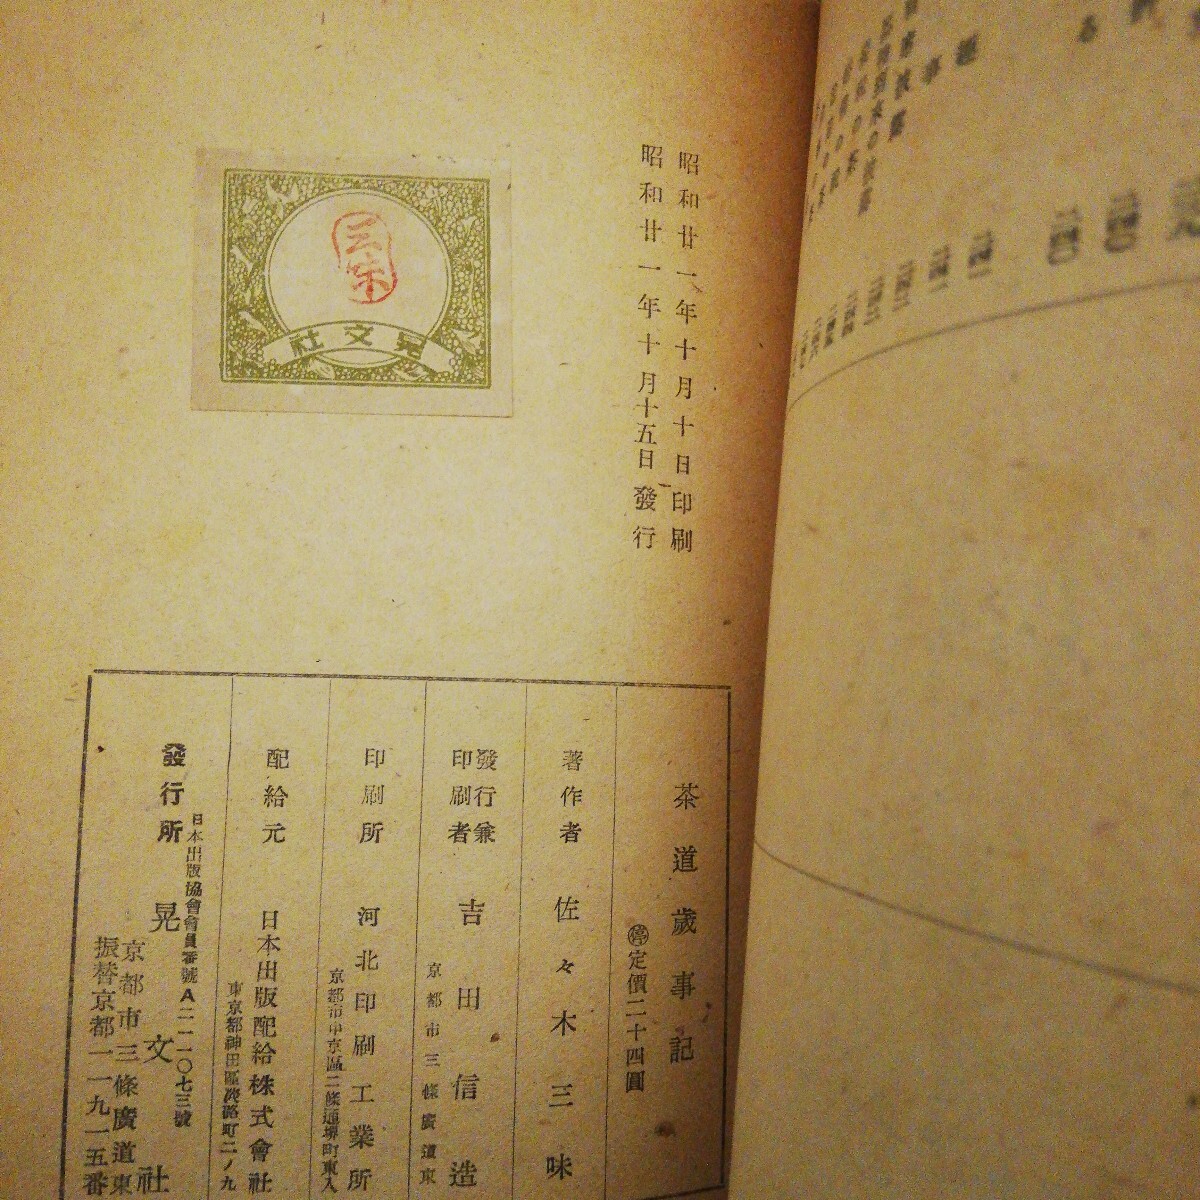 昭和廿一年十月十日印刷
昭和廿一年十月十五日發行
三味
晃文社
茶道歲事記
停定價二十四圓
著作者 佐々木三味
發行兼印刷者 吉田信造
京都市三條廣道東
印刷所 河北印刷工業所
京都市中京區二條通堺町東入
配給元 日本出版配給株式會社
東京都神田區淡路町二ノ九
發行所 晃文社
日本出版協會會員番號A二一一〇七三號
京都市三條廣道東
振替京都一一九一五番